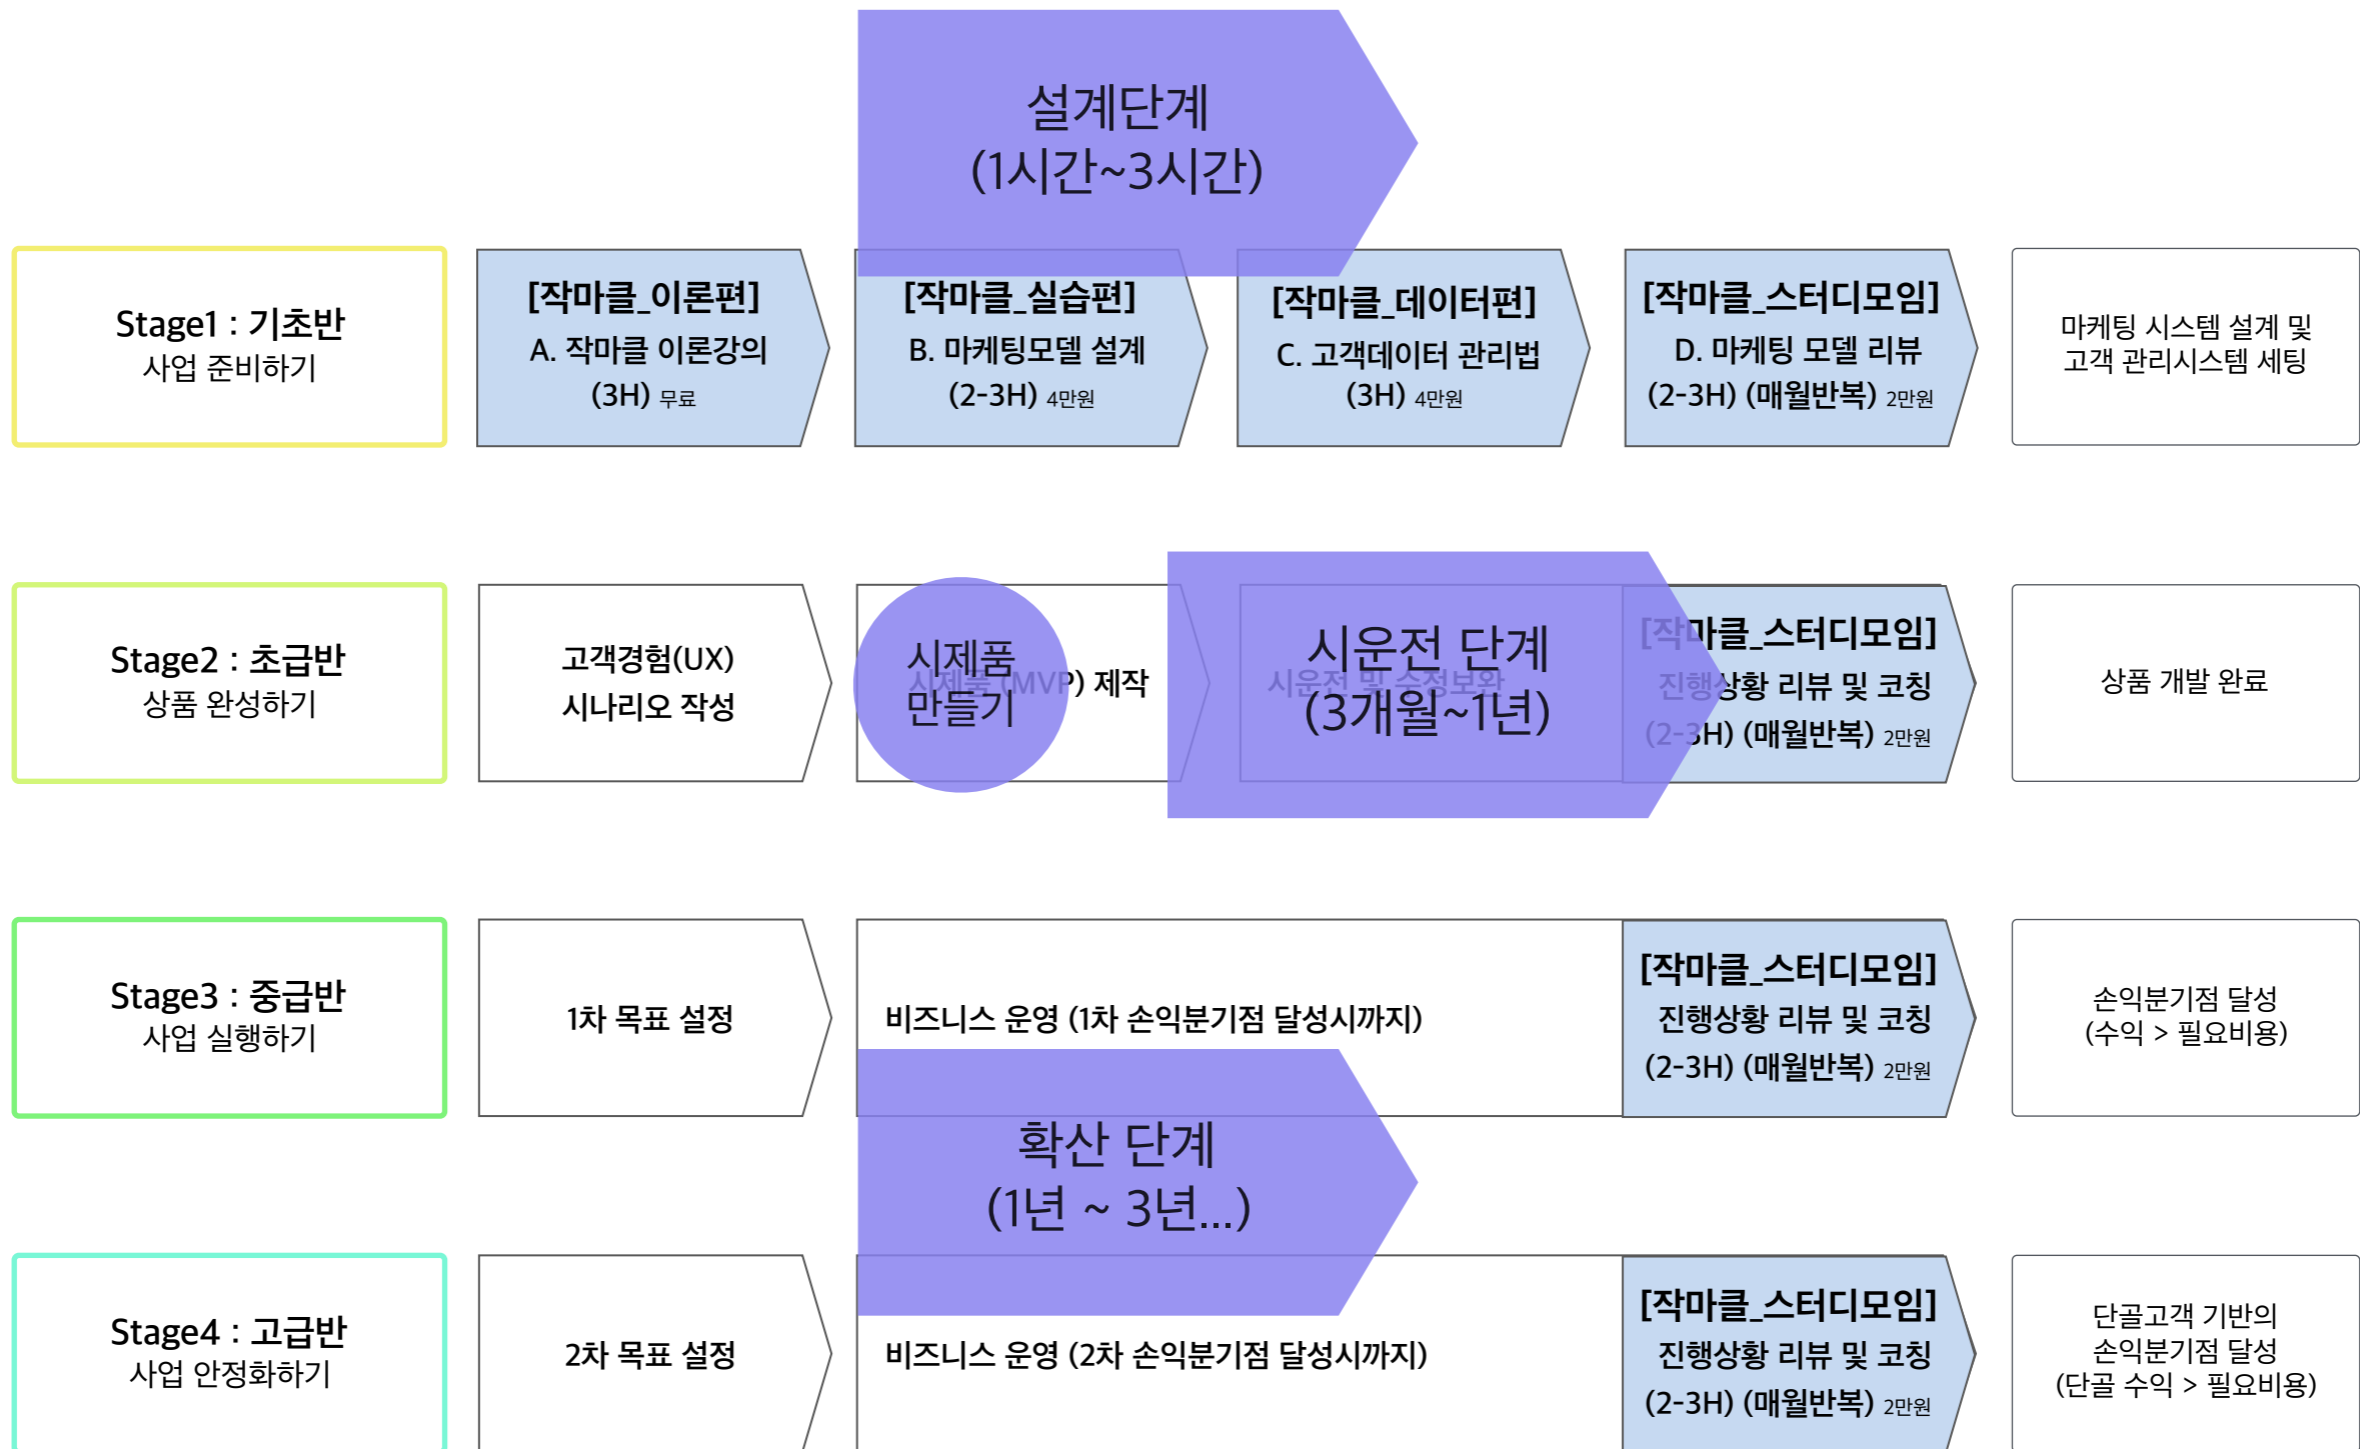 설계단계
(1시간~3시간)
Stage1 : 기초반
사업 준비하기
[작마클_이론편]
A. 작마클 이론강의
(3H) 무료
[작마클_실습편]
B. 마케팅모델 설계
(2-3H) 4만원
[작마클_데이터편]
C. 고객데이터 관리법
(3H) 4만원
[작마클_스터디모임]
D. 마케팅 모델 리뷰
(2-3H) (매월반복) 2만원
마케팅 시스템 설계 및
고객 관리시스템 세팅
Stage2 : 초급반
상품 완성하기
고객경험(UX)
시나리오 작성
시제품
만들기
시제품 (MVP) 제작
시운전 단계
(3개월~1년)
시운전 및 수정보완
[작마클_스터디모임]
진행상황 리뷰 및 코칭
(2-3H) (매월반복) 2만원
상품 개발 완료
Stage3 : 중급반
사업 실행하기
1차 목표 설정
비즈니스 운영 (1차 손익분기점 달성시까지)
[작마클_스터디모임]
진행상황 리뷰 및 코칭
(2-3H) (매월반복) 2만원
손익분기점 달성
(수익 > 필요비용)
확산 단계
(1년 ~ 3년...)
Stage4 : 고급반
사업 안정화하기
2차 목표 설정
비즈니스 운영 (2차 손익분기점 달성시까지)
[작마클_스터디모임]
진행상황 리뷰 및 코칭
(2-3H) (매월반복) 2만원
단골고객 기반의
손익분기점 달성
(단골 수익 > 필요비용)